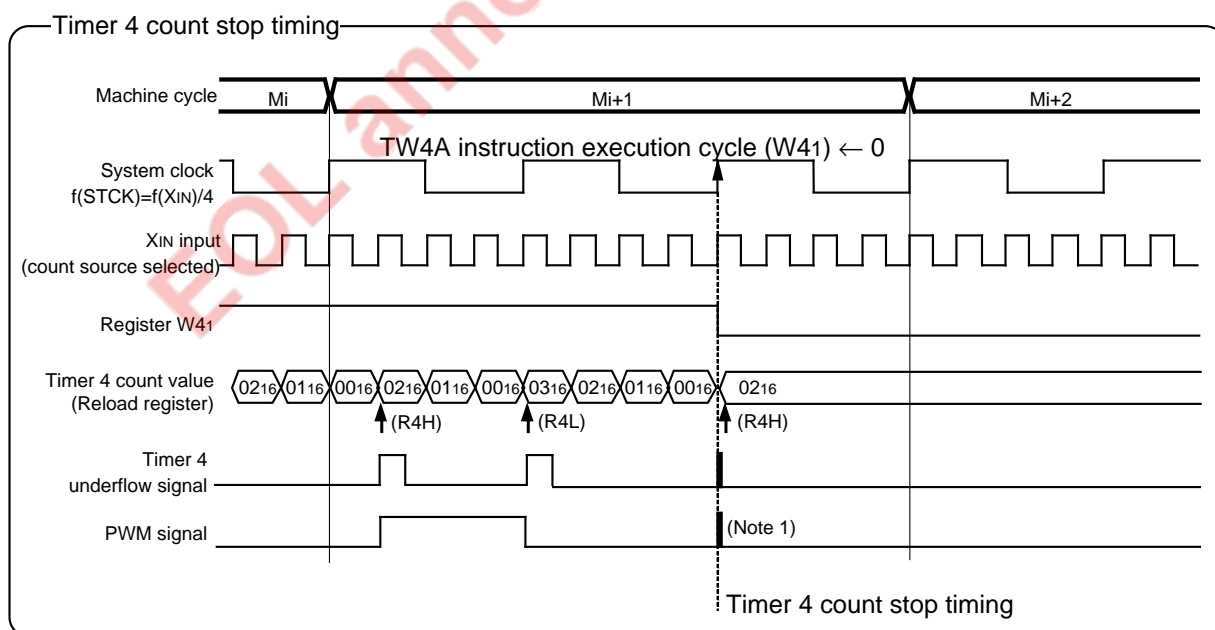 Timer 4 count stop timing
Machine cycle Mi Mi+1 Mi+2
TW4A instruction execution cycle (W41) ← 0
System clock
f(STCK)=f(XIN)/4
XIN input
(count source selected)
Register W41
Timer 4 count value
(Reload register)
0216 0116 0016 0216 0116 0016 0316 0216 0116 0016 0216
(R4H) (R4L) (R4H)
Timer 4
underflow signal
PWM signal (Note 1)
Timer 4 count stop timing